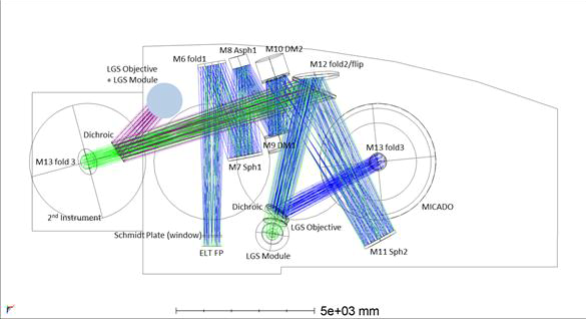 M8 Asph1
M10 DM2
M6 fold1
M12 fold2/flip
LGS Objective
+ LGS Module
Dichroic
M13 fold 3
M9 DM1
M13 fold3
M7 Sph1
2nd Instrument
Dichroic
MICADO
Schmidt Plate (window)
LGS Objective
ELT FP
LGS Module
M11 Sph2
5e+03 mm